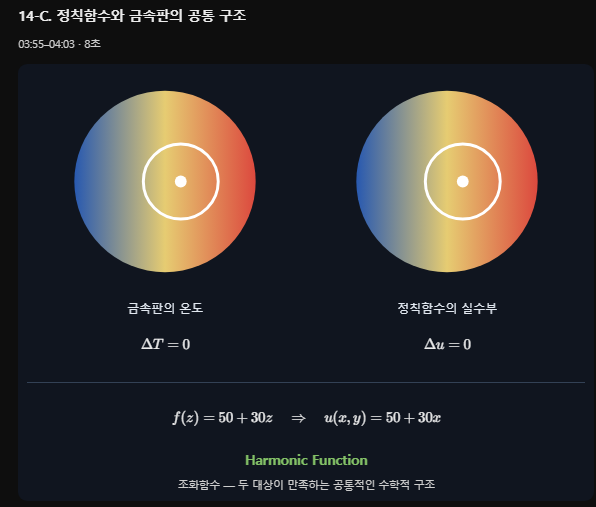 14-C. 정칙함수와 금속판의 공통 구조
03:55–04:03 · 8초
금속판의 온도
정칙함수의 실수부
ΔT = 0
Δu = 0
f(z) = 50 + 30z ⇒ u(x, y) = 50 + 30x
Harmonic Function
조화함수 — 두 대상이 만족하는 공통적인 수학적 구조